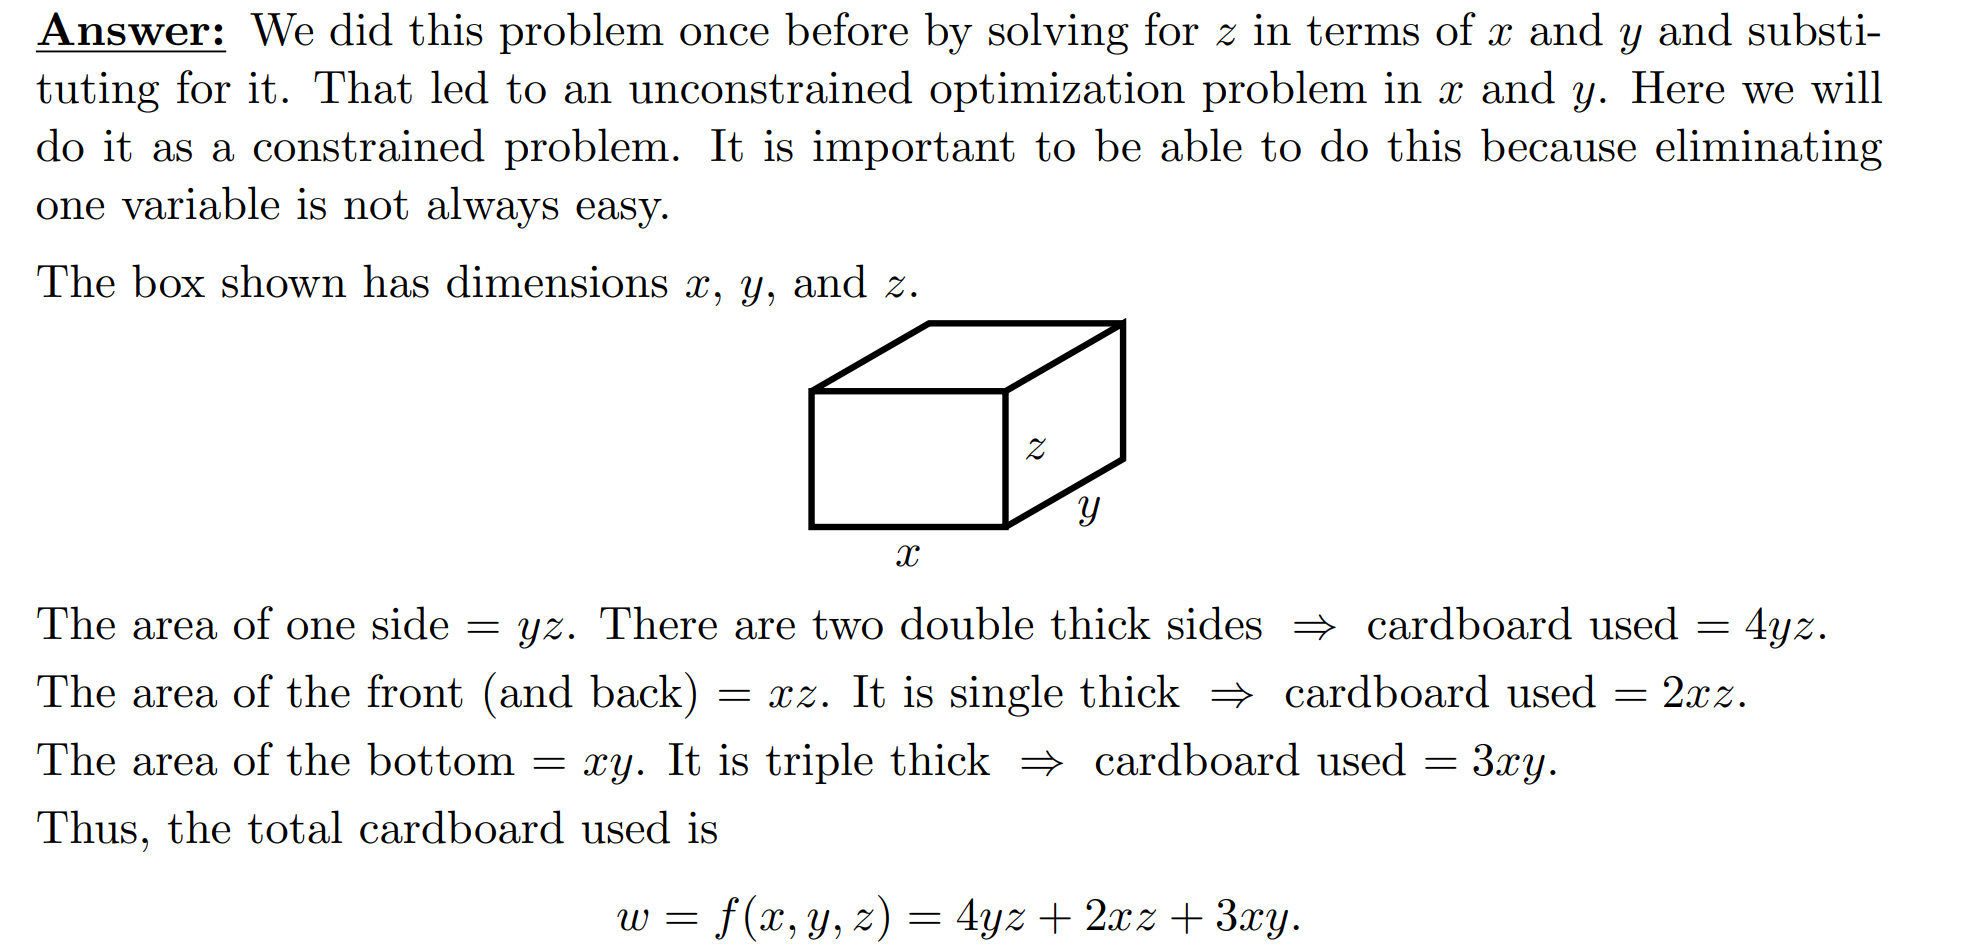 Answer: We did this problem once before by solving for z in terms of x and y and substi-
tuting for it. That led to an unconstrained optimization problem in x and y. Here we will
do it as a constrained problem. It is important to be able to do this because eliminating
one variable is not always easy.
The box shown has dimensions x, y, and z.
z
y
x
The area of one side = yz. There are two double thick sides ⇒ cardboard used = 4yz.
The area of the front (and back) = xz. It is single thick ⇒ cardboard used = 2xz.
The area of the bottom = xy. It is triple thick ⇒ cardboard used = 3xy.
Thus, the total cardboard used is
w = f(x, y, z) = 4yz + 2xz + 3xy.